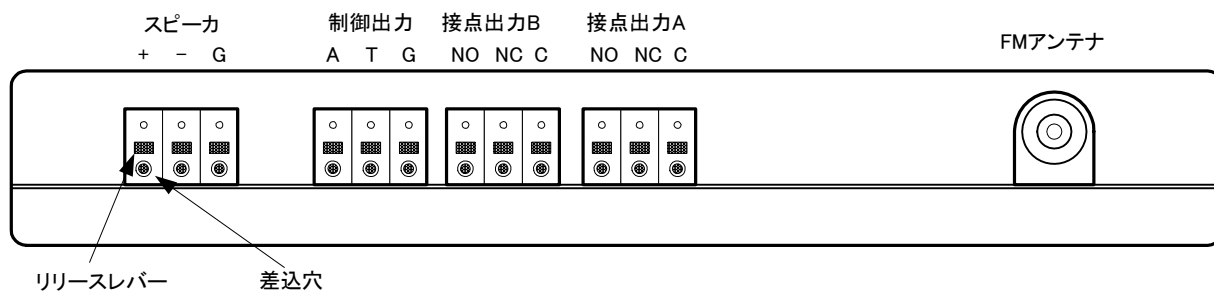 スピーカ 制御出力 接点出力B 接点出力A FMアンテナ
+ − G A T G NO NC C NO NC C
リリースレバー 差込穴